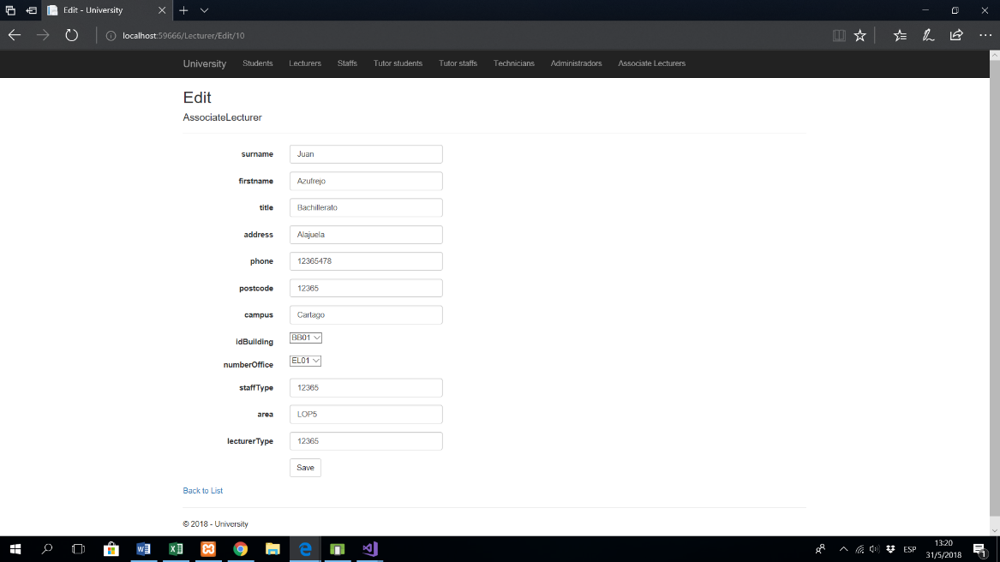 Edit - University
localhost:59666/Lecturer/Edit/10
University Students Lecturers Staffs Tutor students Tutor staffs Technicians Administradors Associate Lecturers
Edit
AssociateLecturer
surname Juan
firstname Azufrejo
title Bachillerato
address Alajuela
phone 12365478
postcode 12365
campus Cartago
idBuilding BB01
numberOffice EL01
staffType 12365
area LOP5
lecturerType 12365
Save
Back to List
© 2018 - University
ESP
13:20
31/5/2018
1